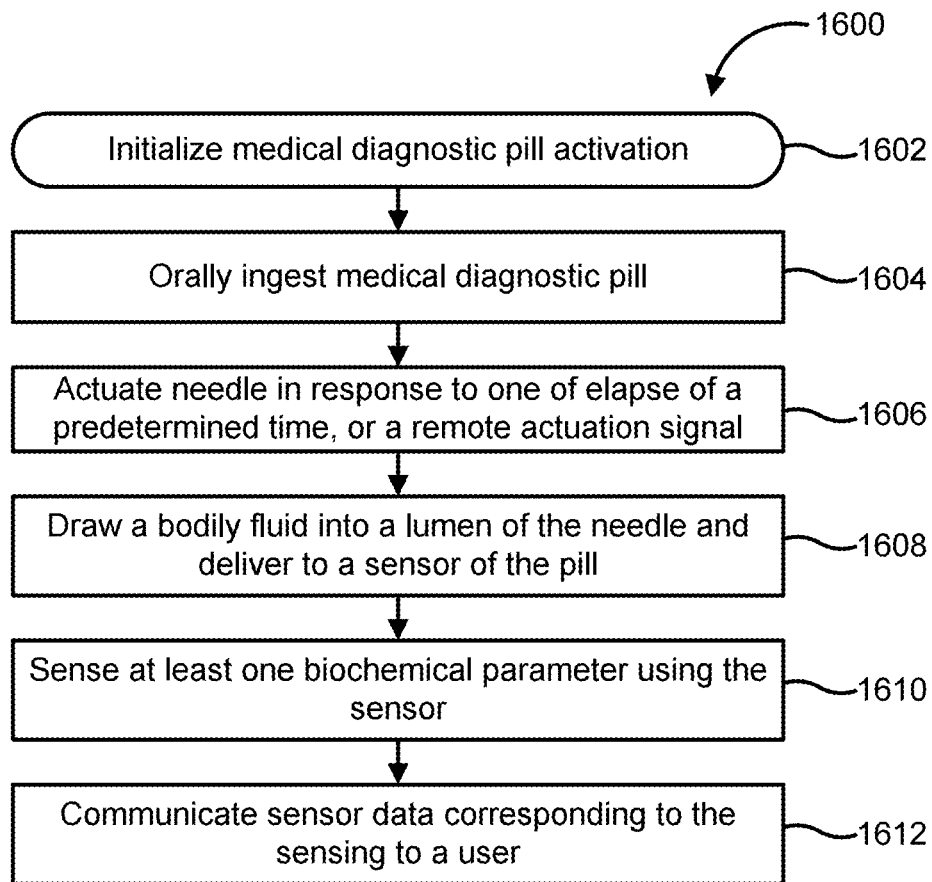 1600
Initialize medical diagnostic pill activation
1602
Orally ingest medical diagnostic pill
1604
Actuate needle in response to one of elapse of a
predetermined time, or a remote actuation signal
1606
Draw a bodily fluid into a lumen of the needle and
deliver to a sensor of the pill
1608
Sense at least one biochemical parameter using the
sensor
1610
Communicate sensor data corresponding to the
sensing to a user
1612